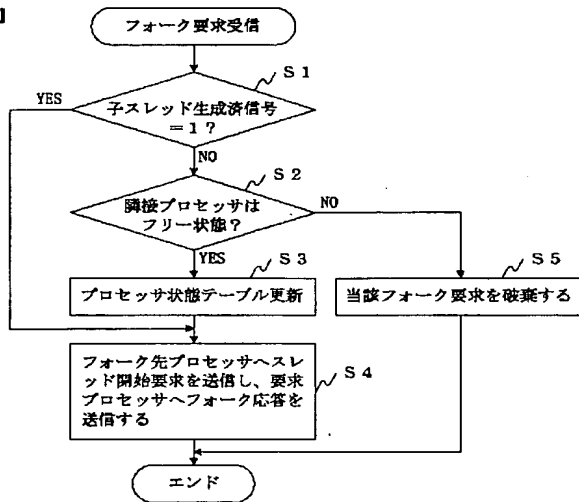 】
フォーク要求受信
S1
YES
子スレッド生成済信号
=1?
NO
S2
隣接プロセッサは
フリー状態?
NO
YES
S3
S5
プロセッサ状態テーブル更新
当該フォーク要求を破棄する
フォーク先プロセッサへスレ
ッド開始要求を送信し、要求
プロセッサへフォーク応答を
送信する
S4
エンド